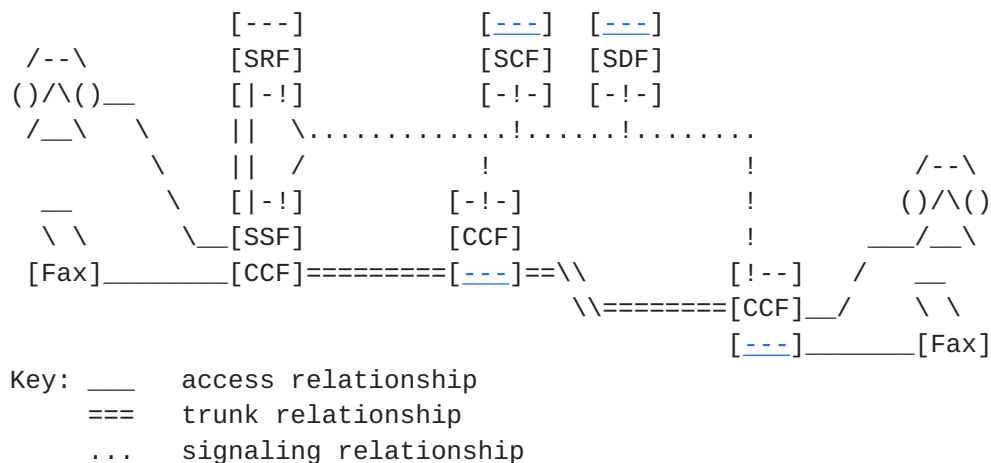 [---]           [---]  [---]
 /--\         [SRF]           [SCF]  [SDF]
()/\()__      [|-!]           [-!-]  [-!-]
 /__\   \     ||  \.............!......!........
         \    ||  /           !                !          /--\
  __      \   [|-!]         [-!-]              !         ()/\()
  \ \      \__[SSF]         [CCF]              !       ___/__\
 [Fax]________[CCF]=========[---]==\\         [!--]   /   __
                                    \\========[CCF]__/    \ \
                                              [---]_______[Fax]
Key: ___   access relationship
     ===   trunk relationship
     ...   signaling relationship